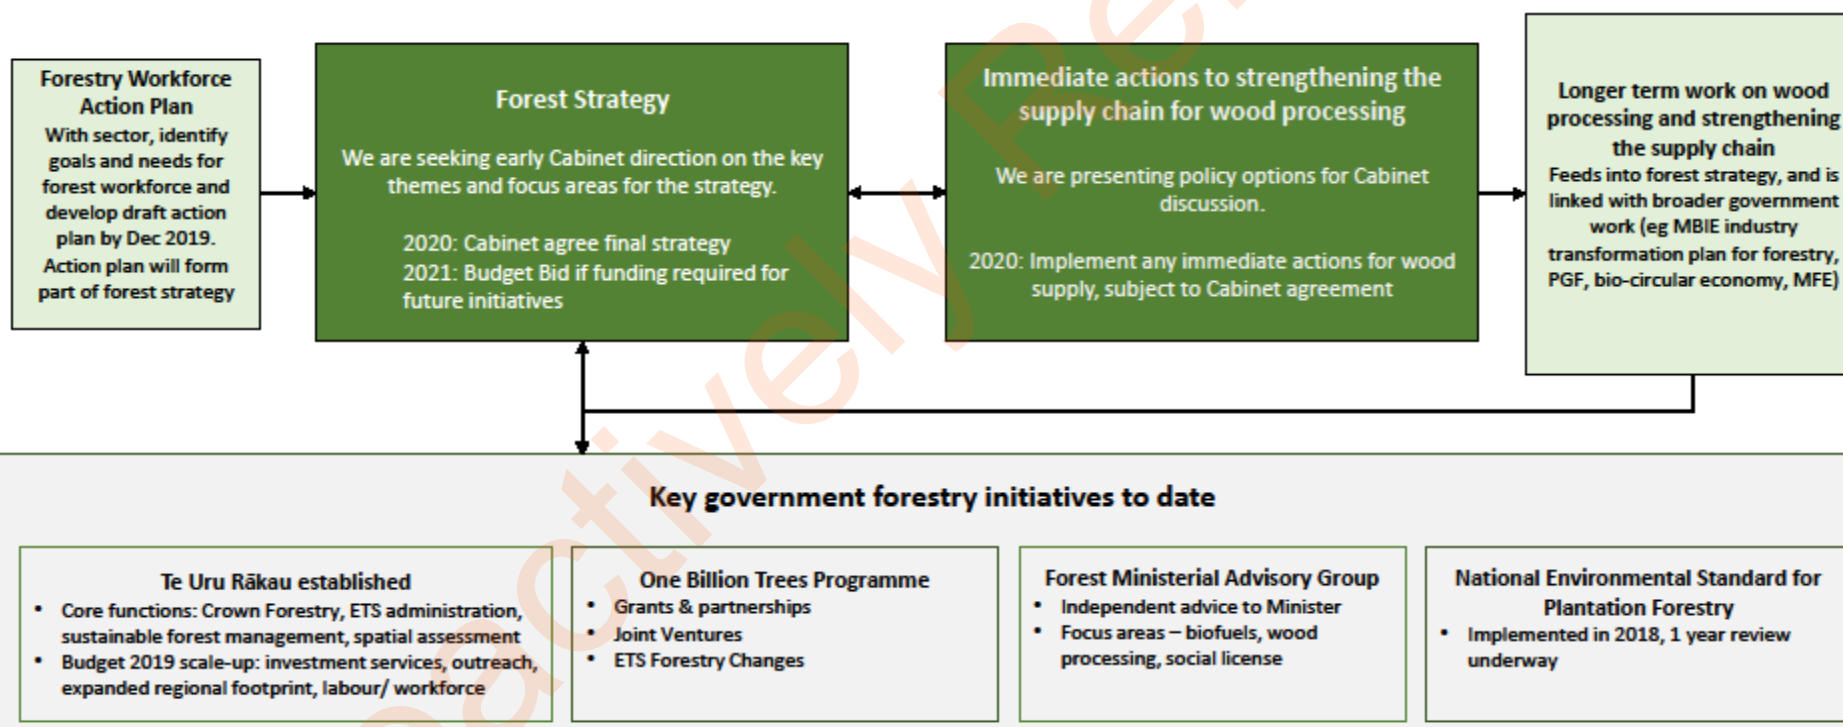 Forestry Workforce
Action Plan
With sector, identify
goals and needs for
forest workforce and
develop draft action
plan by Dec 2019.
Action plan will form
part of forest strategy
Forest Strategy
We are seeking early Cabinet direction on the key
themes and focus areas for the strategy.
2020: Cabinet agree final strategy
2021: Budget Bid if funding required for
future initiatives
Immediate actions to strengthening the
supply chain for wood processing
We are presenting policy options for Cabinet
discussion.
2020: Implement any immediate actions for wood
supply, subject to Cabinet agreement
Longer term work on wood
processing and strengthening
the supply chain
Feeds into forest strategy, and is
linked with broader government
work (eg MBIE industry
transformation plan for forestry,
PGF, bio-circular economy, MFE)
Key government forestry initiatives to date
Te Uru Rākau established
• Core functions: Crown Forestry, ETS administration,
sustainable forest management, spatial assessment
• Budget 2019 scale-up: investment services, outreach,
expanded regional footprint, labour/ workforce
One Billion Trees Programme
• Grants & partnerships
• Joint Ventures
• ETS Forestry Changes
Forest Ministerial Advisory Group
• Independent advice to Minister
• Focus areas – biofuels, wood
processing, social license
National Environmental Standard for
Plantation Forestry
• Implemented in 2018, 1 year review
underway